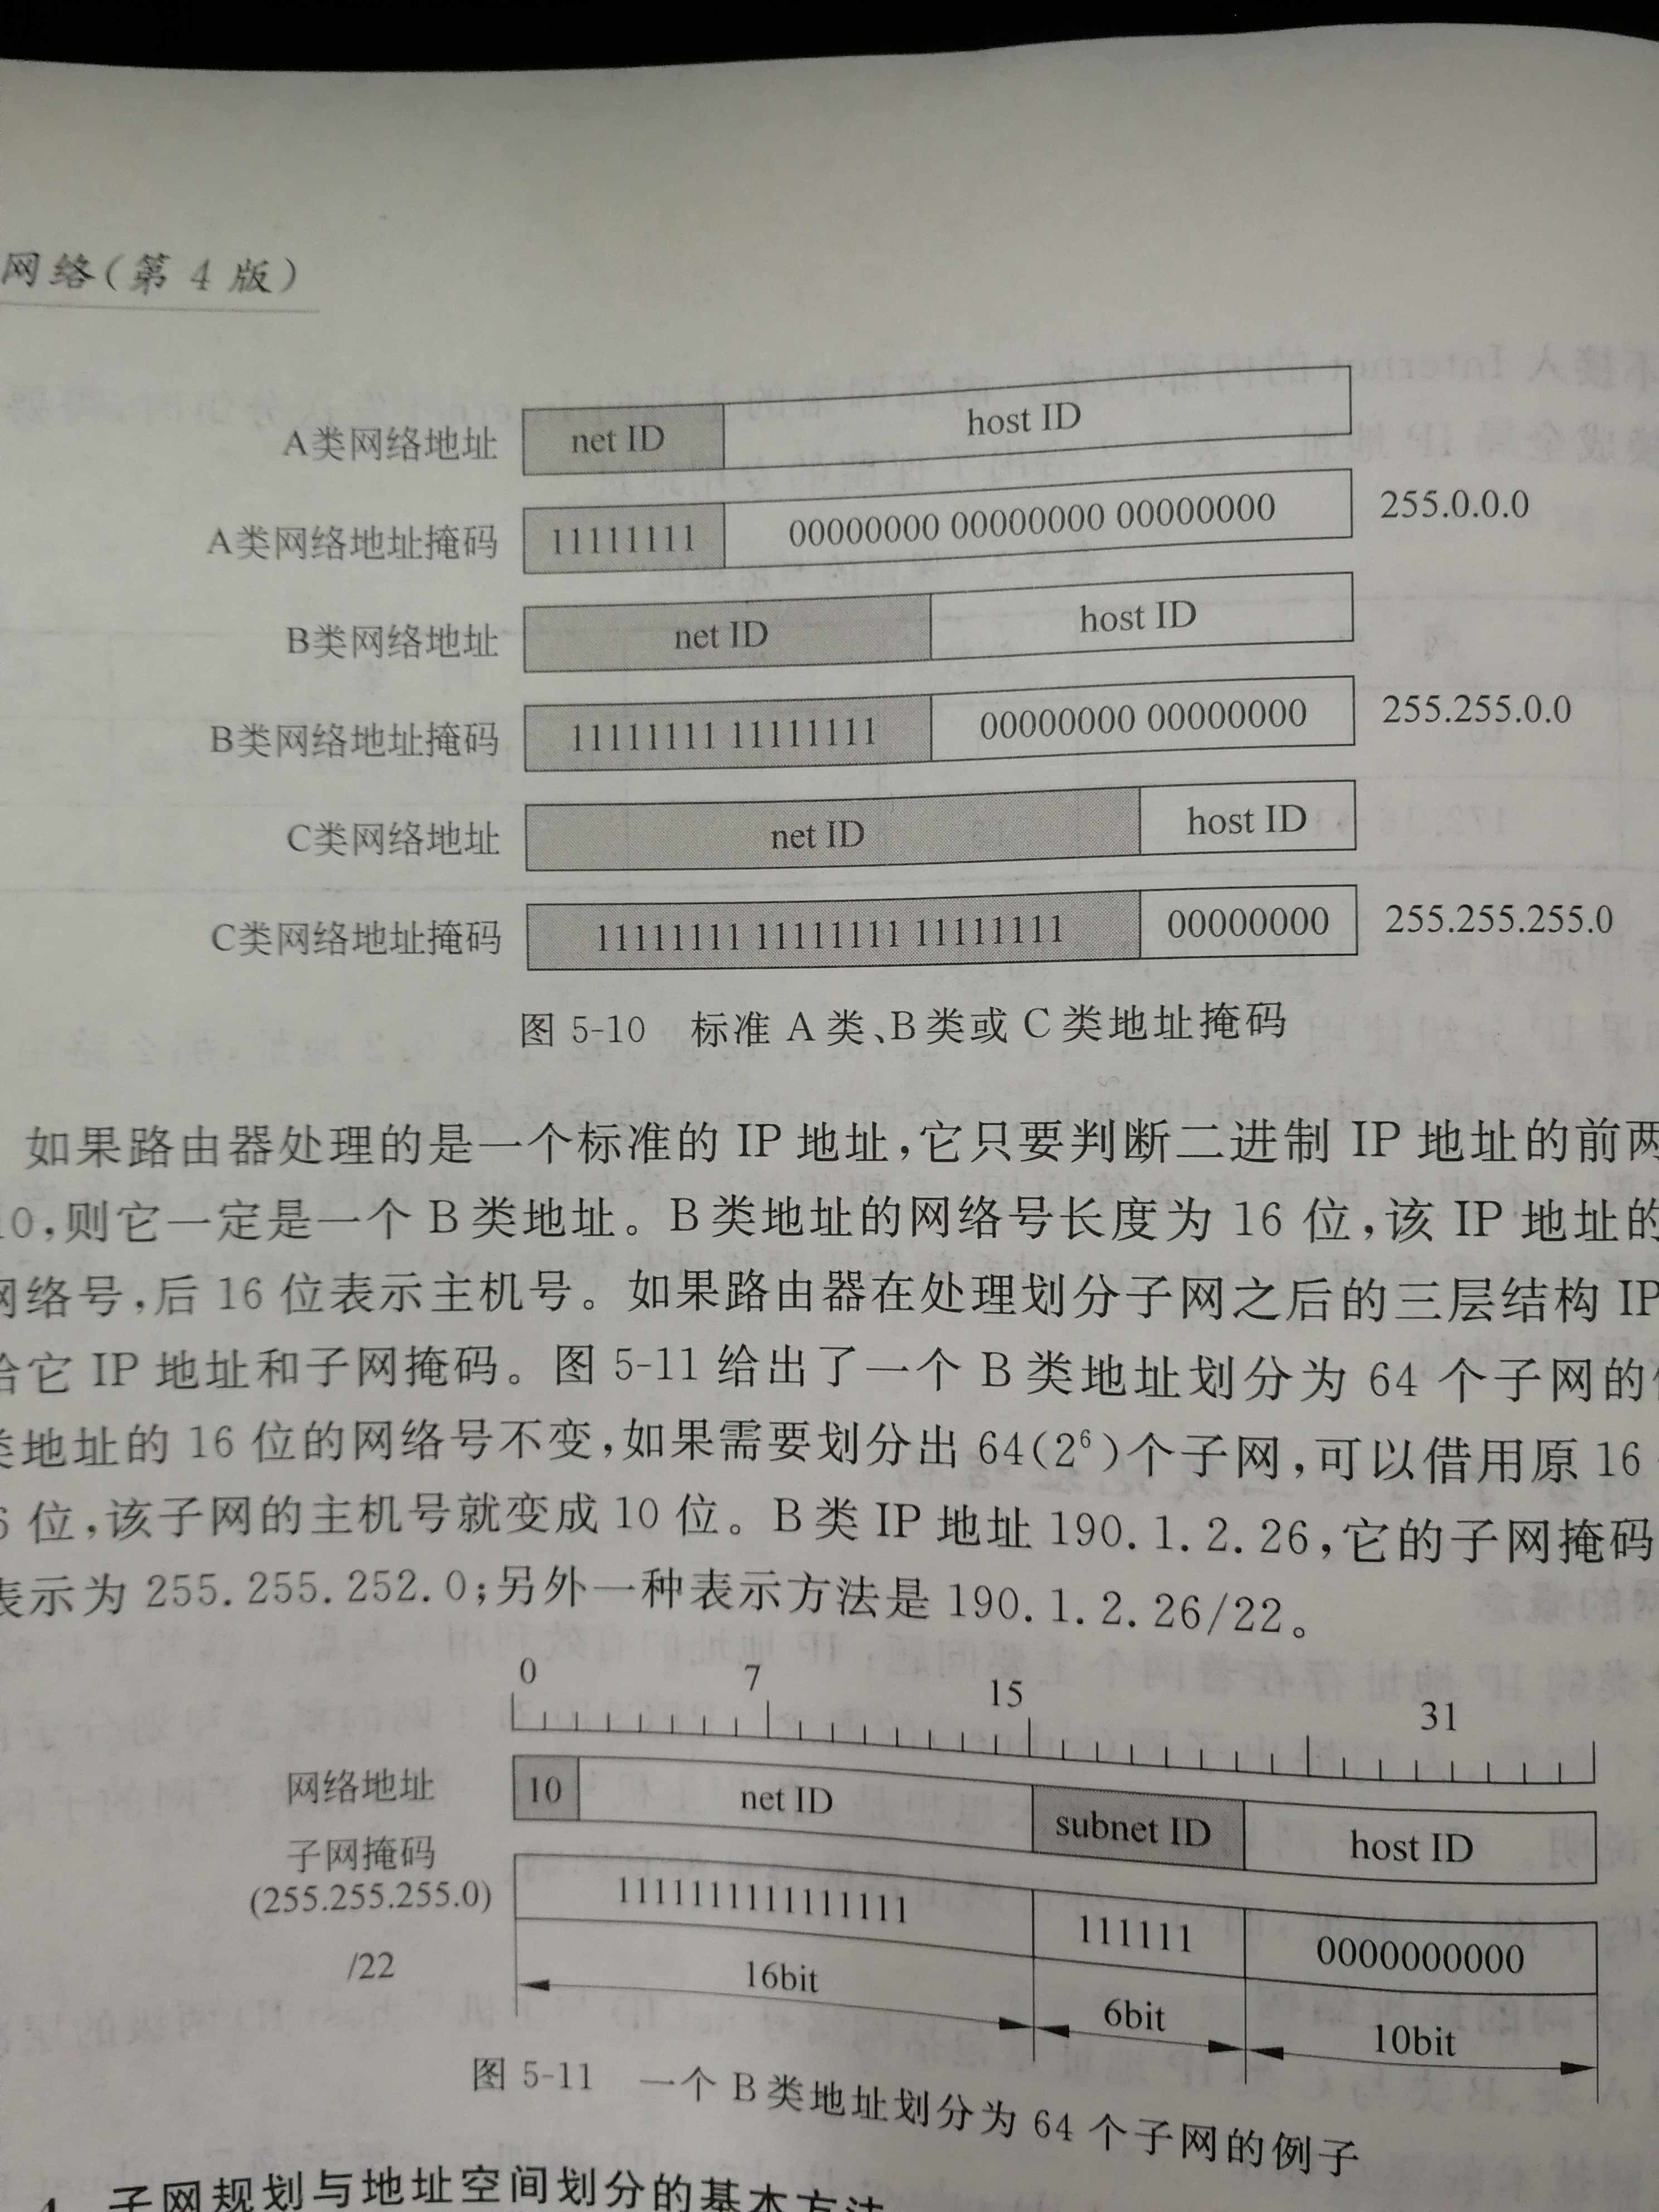 网络(第 4 版)
A类网络地址 net ID host ID
A类网络地址掩码 11111111 00000000 00000000 00000000 255.0.0.0
B类网络地址 net ID host ID
B类网络地址掩码 11111111 11111111 00000000 00000000 255.255.0.0
C类网络地址 net ID host ID
C类网络地址掩码 11111111 11111111 11111111 00000000 255.255.255.0
图 5-10 标准 A 类、B 类或 C 类地址掩码
如果路由器处理的是一个标准的 IP 地址,它只要判断二进制 IP 地址的前两
10,则它一定是一个 B 类地址。B 类地址的网络号长度为 16 位,该 IP 地址的
网络号,后 16 位表示主机号。如果路由器在处理划分子网之后的三层结构 IP
给它 IP 地址和子网掩码。图 5-11 给出了一个 B 类地址划分为 64 个子网的
类地址的 16 位的网络号不变,如果需要划分出 64(2⁶)个子网,可以借用原 16
6 位,该子网的主机号就变成 10 位。B 类 IP 地址 190.1.2.26,它的子网掩码
表示为 255.255.252.0;另外一种表示方法是 190.1.2.26/22。
0 7 15 31
网络地址 10 net ID subnet ID host ID
子网掩码
(255.255.255.0) 1111111111111111 111111 0000000000
/22 16bit 6bit 10bit
图 5-11 一个 B 类地址划分为 64 个子网的例子
子网规划与地址空间划分的基本方法